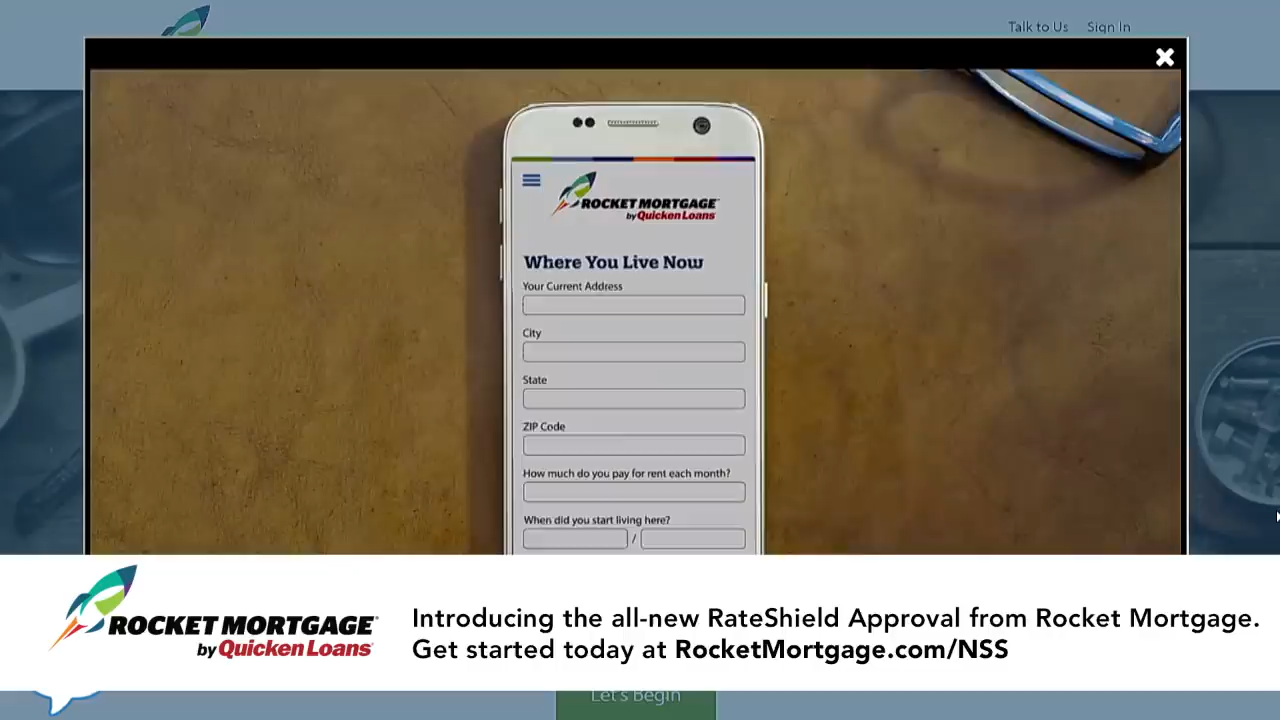 Talk to Us Sign In
ROCKET MORTGAGE
by Quicken Loans
Where You Live Now
Your Current Address
City
State
ZIP Code
How much do you pay for rent each month?
When did you start living here?
/
ROCKET MORTGAGE
by Quicken Loans
Introducing the all-new RateShield Approval from Rocket Mortgage.
Get started today at RocketMortgage.com/NSS
Let's Begin